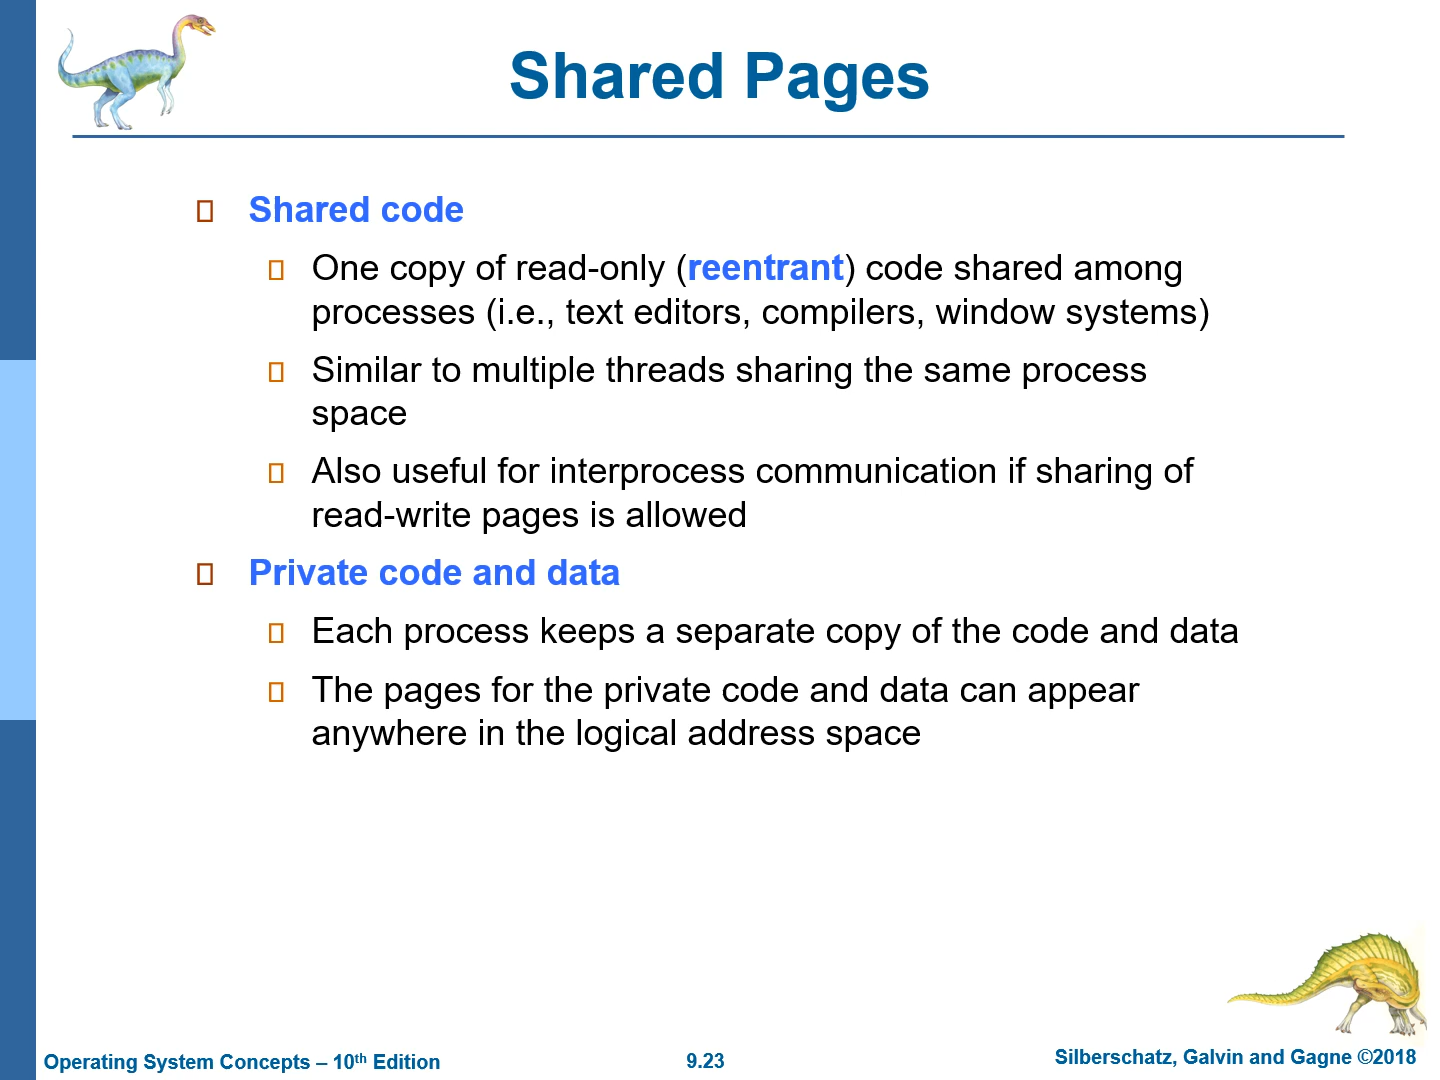 Shared Pages
Shared code
One copy of read-only (reentrant) code shared among
processes (i.e., text editors, compilers, window systems)
Similar to multiple threads sharing the same process
space
Also useful for interprocess communication if sharing of
read-write pages is allowed
Private code and data
Each process keeps a separate copy of the code and data
The pages for the private code and data can appear
anywhere in the logical address space
Operating System Concepts – 10th Edition
9.23
Silberschatz, Galvin and Gagne ©2018